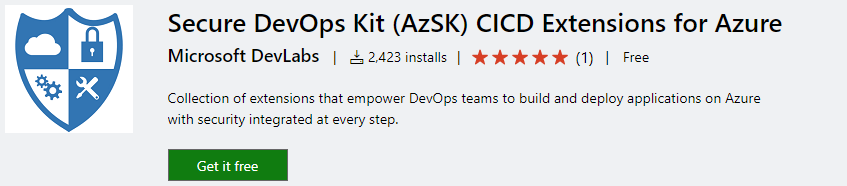 Secure DevOps Kit (AzSK) CICD Extensions for Azure
Microsoft DevLabs | 2,423 installs | ★★★★★ (1) | Free
Collection of extensions that empower DevOps teams to build and deploy applications on Azure
with security integrated at every step.
Get it free